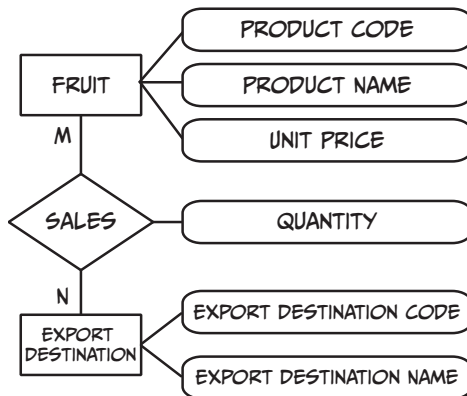 PRODUCT CODE
FRUIT
PRODUCT NAME
UNIT PRICE
M
SALES
QUANTITY
N
EXPORT DESTINATION CODE
EXPORT
DESTINATION
EXPORT DESTINATION NAME